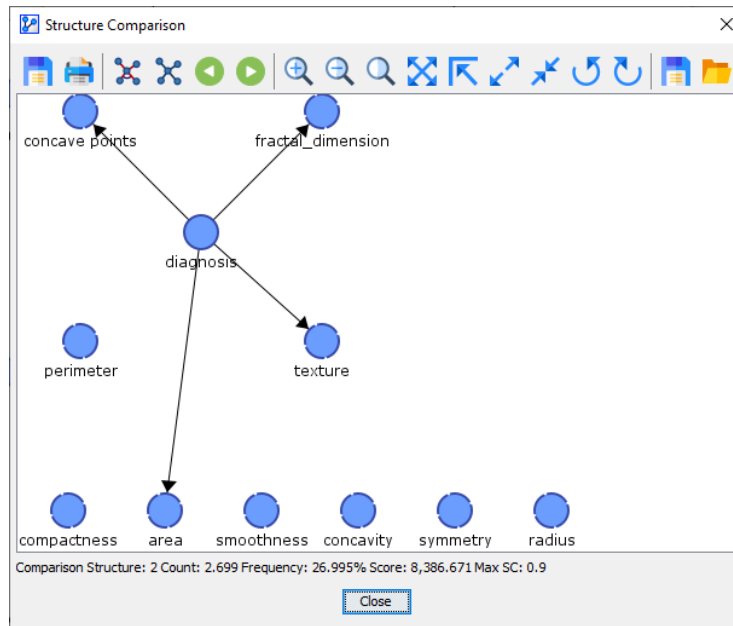 Structure Comparison
concave points
fractal_dimension
diagnosis
perimeter
texture
compactness
area
smoothness
concavity
symmetry
radius
Comparison Structure: 2 Count: 2.699 Frequency: 26.995% Score: 8,386.671 Max SC: 0.9
Close